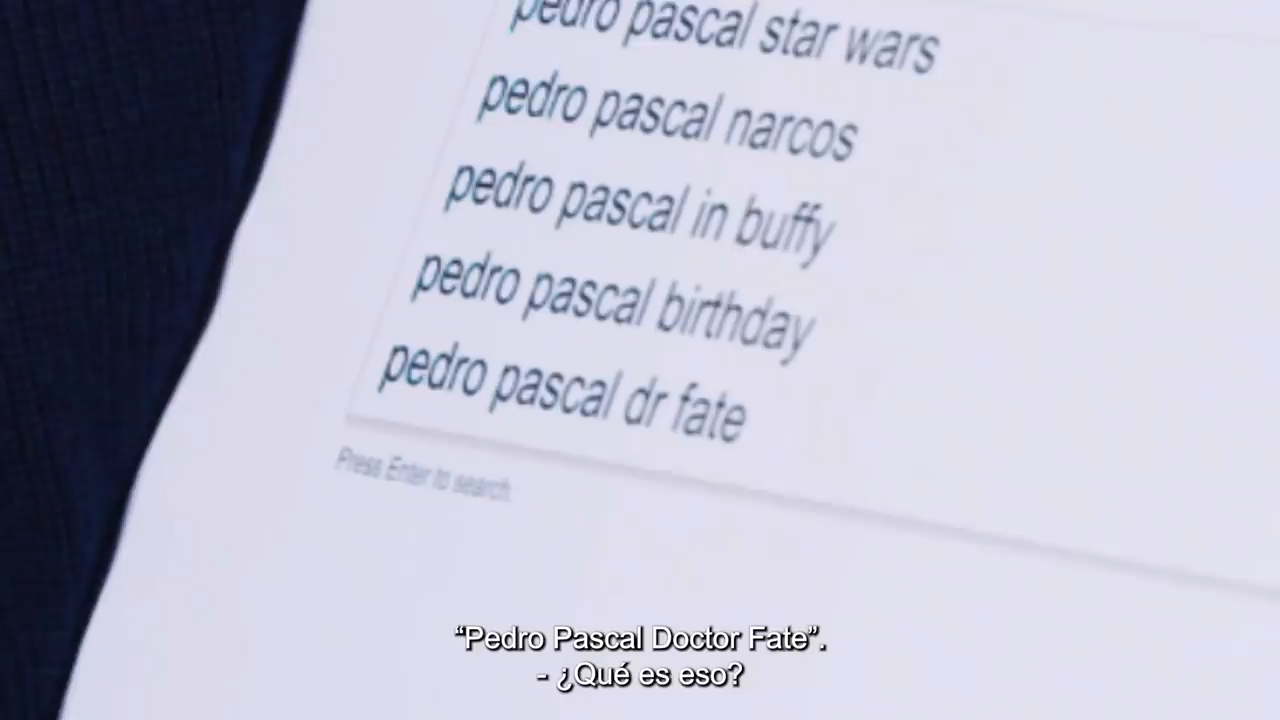 pedro pascal star wars
pedro pascal narcos
pedro pascal in buffy
pedro pascal birthday
pedro pascal dr fate
Press Enter to search.
“Pedro Pascal Doctor Fate”.
- ¿Qué es eso?